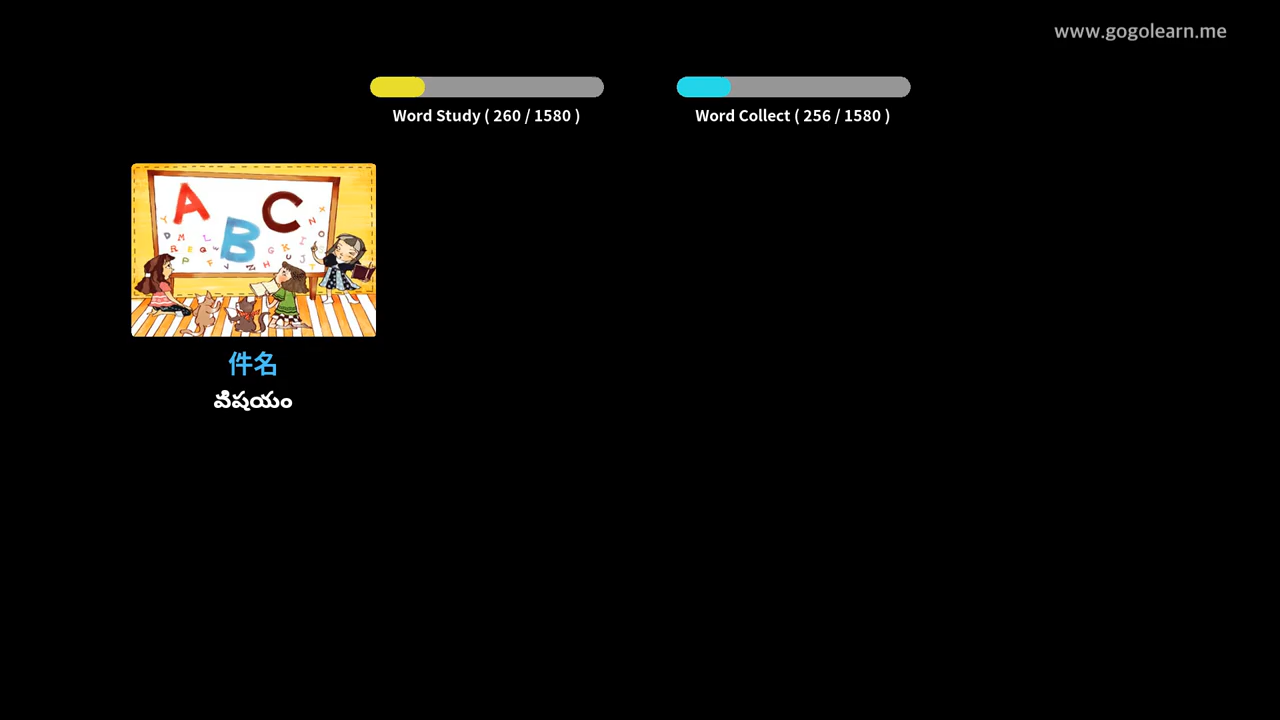 www.gogolearn.me
Word Study ( 260 / 1580 )
Word Collect ( 256 / 1580 )
A
B
C
件名
విషయం